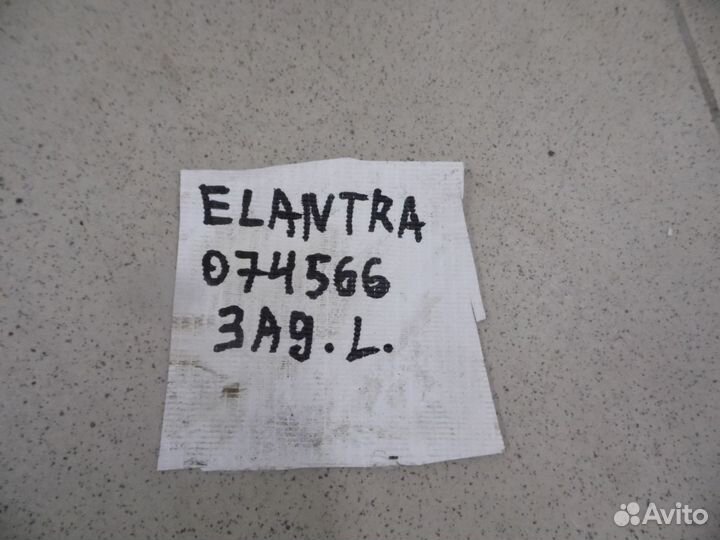 ELANTRA
074566
ЗАд. L.
Avito